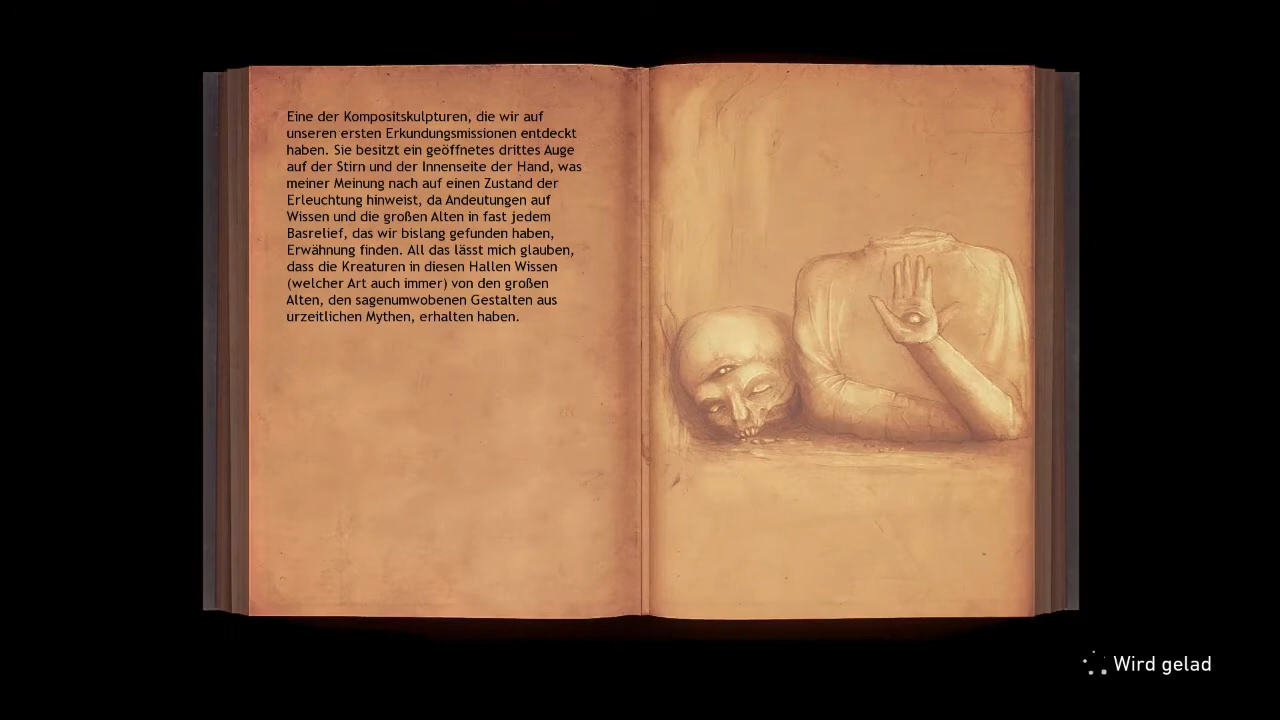 Eine der Kompositskulpturen, die wir auf
unseren ersten Erkundungsmissionen entdeckt
haben. Sie besitzt ein geöffnetes drittes Auge
auf der Stirn und der Innenseite der Hand, was
meiner Meinung nach auf einen Zustand der
Erleuchtung hinweist, da Andeutungen auf
Wissen und die großen Alten in fast jedem
Basrelief, das wir bislang gefunden haben,
Erwähnung finden. All das lässt mich glauben,
dass die Kreaturen in diesen Hallen Wissen
(welcher Art auch immer) von den großen
Alten, den sagenumwobenen Gestalten aus
urzeitlichen Mythen, erhalten haben.
Wird gelad